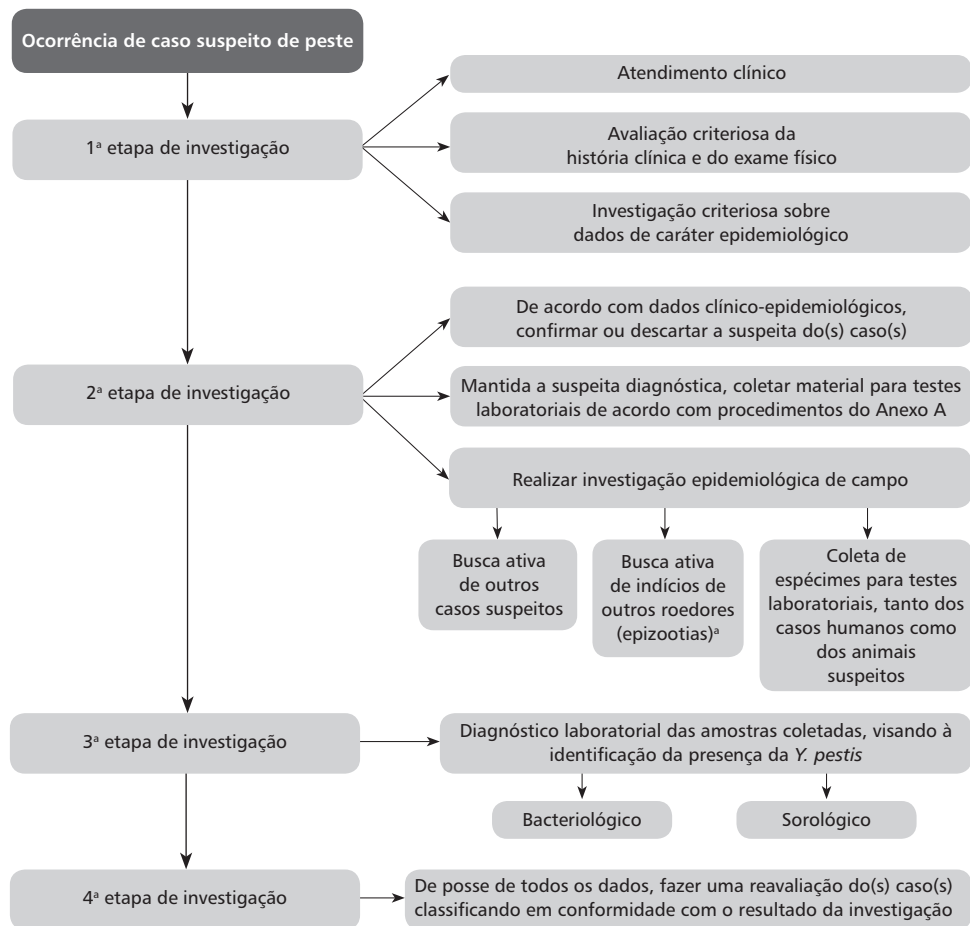 Ocorrência de caso suspeito de peste
1ª etapa de investigação
Atendimento clínico
Avaliação criteriosa da
história clínica e do exame físico
Investigação criteriosa sobre
dados de caráter epidemiológico
2ª etapa de investigação
De acordo com dados clínico-epidemiológicos,
confirmar ou descartar a suspeita do(s) caso(s)
Mantida a suspeita diagnóstica, coletar material para testes
laboratoriais de acordo com procedimentos do Anexo A
Realizar investigação epidemiológica de campo
Busca ativa
de outros
casos suspeitos
Busca ativa
de indícios de
outros roedores
(epizootias)ª
Coleta de
espécimes para testes
laboratoriais, tanto dos
casos humanos como
dos animais
suspeitos
3ª etapa de investigação
Diagnóstico laboratorial das amostras coletadas, visando à
identificação da presença da Y. pestis
Bacteriológico
Sorológico
4ª etapa de investigação
De posse de todos os dados, fazer uma reavaliação do(s) caso(s)
classificando em conformidade com o resultado da investigação